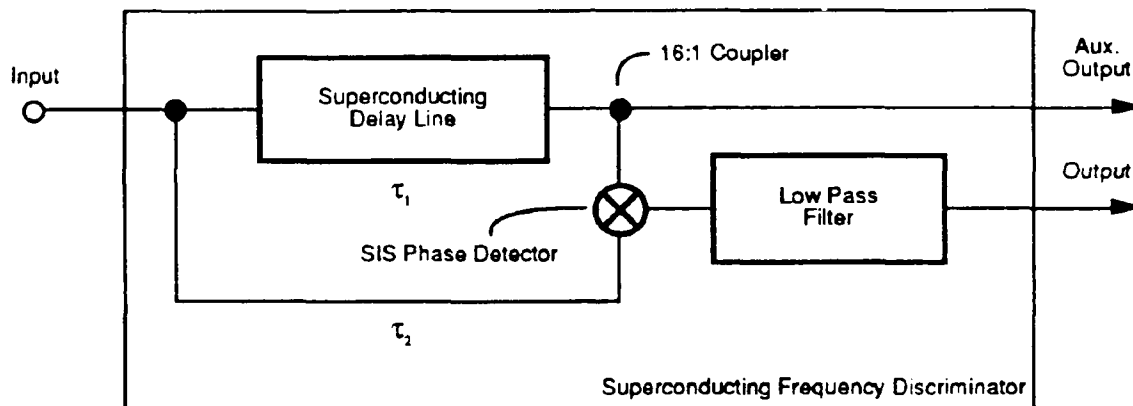 16:1 Coupler
Aux.
Output
Input
Superconducting
Delay Line
τ₁
Output
Low Pass
Filter
SIS Phase Detector
τ₂
Superconducting Frequency Discriminator